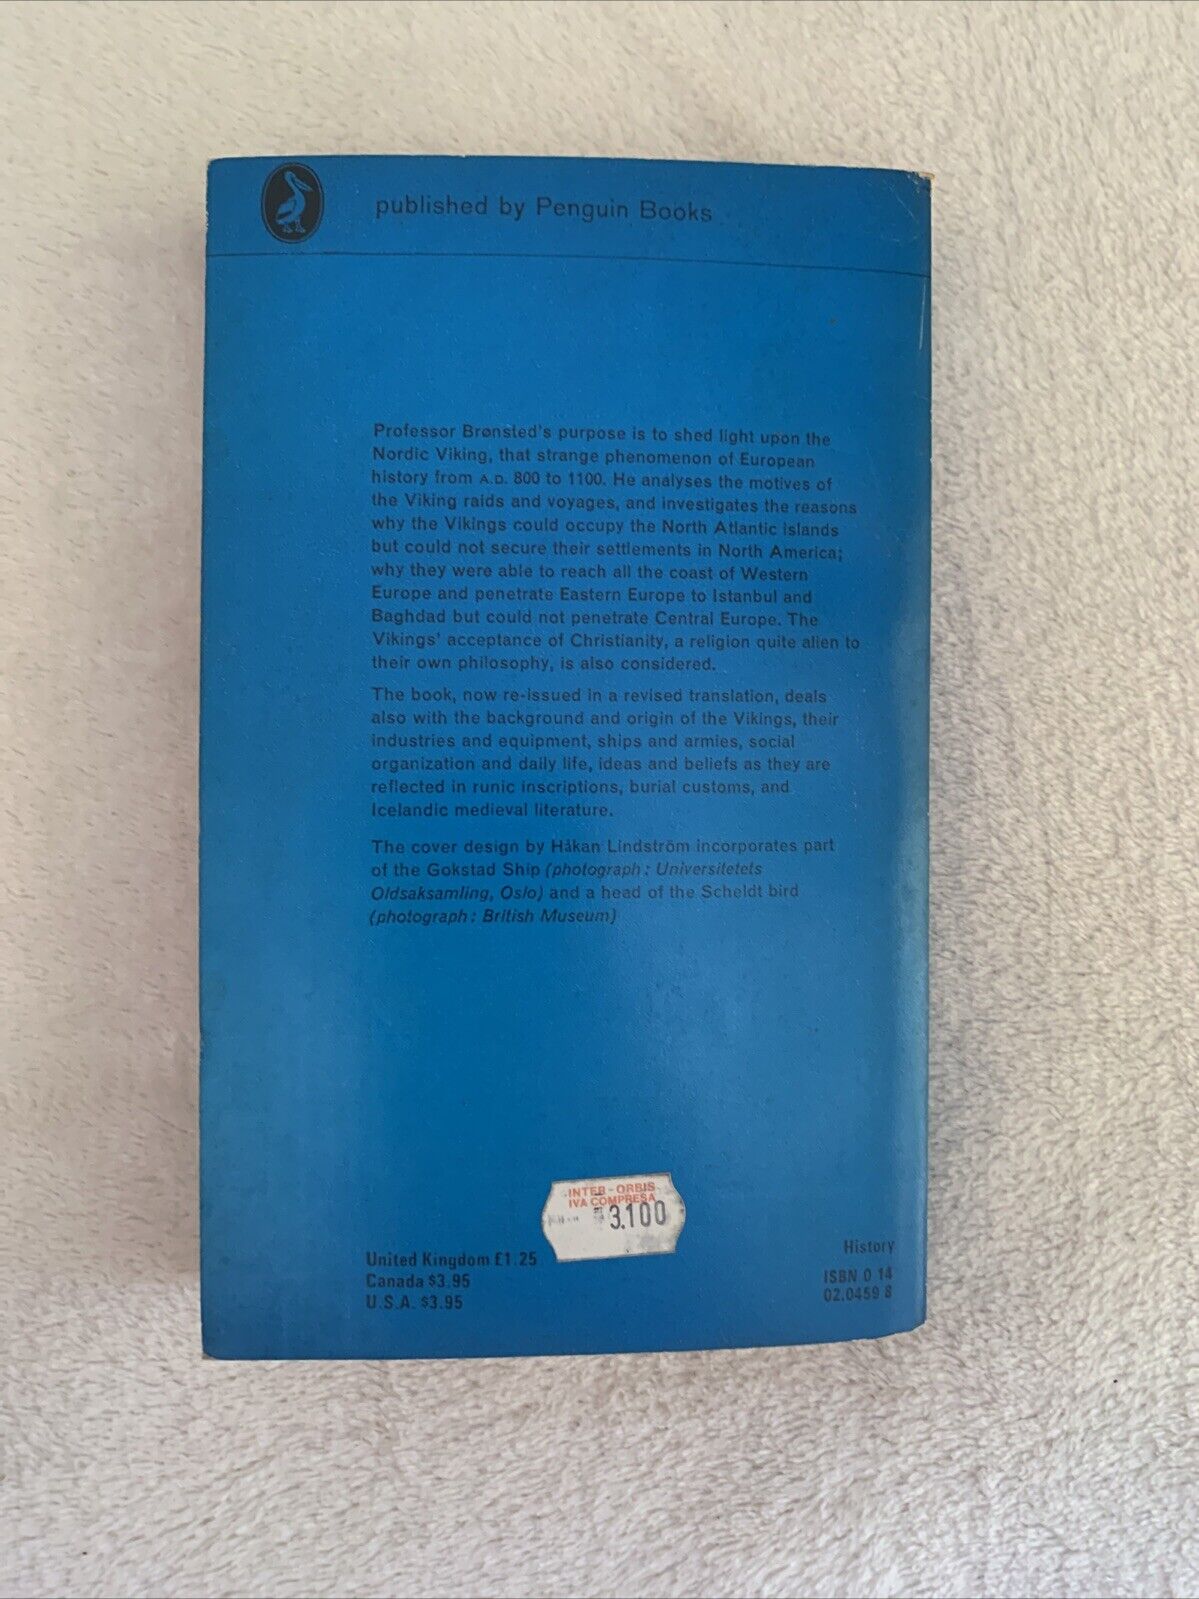 published by Penguin Books
Professor Brønsted's purpose is to shed light upon the
Nordic Viking, that strange phenomenon of European
history from A.D. 800 to 1100. He analyses the motives of
the Viking raids and voyages, and investigates the reasons
why the Vikings could occupy the North Atlantic islands
but could not secure their settlements in North America;
why they were able to reach all the coast of Western
Europe and penetrate Eastern Europe to Istanbul and
Baghdad but could not penetrate Central Europe. The
Vikings' acceptance of Christianity, a religion quite alien to
their own philosophy, is also considered.
The book, now re-issued in a revised translation, deals
also with the background and origin of the Vikings, their
industries and equipment, ships and armies, social
organization and daily life, ideas and beliefs as they are
reflected in runic inscriptions, burial customs, and
Icelandic medieval literature.
The cover design by Håkan Lindström incorporates part
of the Gokstad Ship (photograph: Universitetets
Oldsaksamling, Oslo) and a head of the Scheldt bird
(photograph: British Museum)
INTER-ORBIS
IVA COMPRESA
3.100
United Kingdom £1.25
Canada $3.95
U.S.A. $3.95
History
ISBN 0 14
02.0459 8